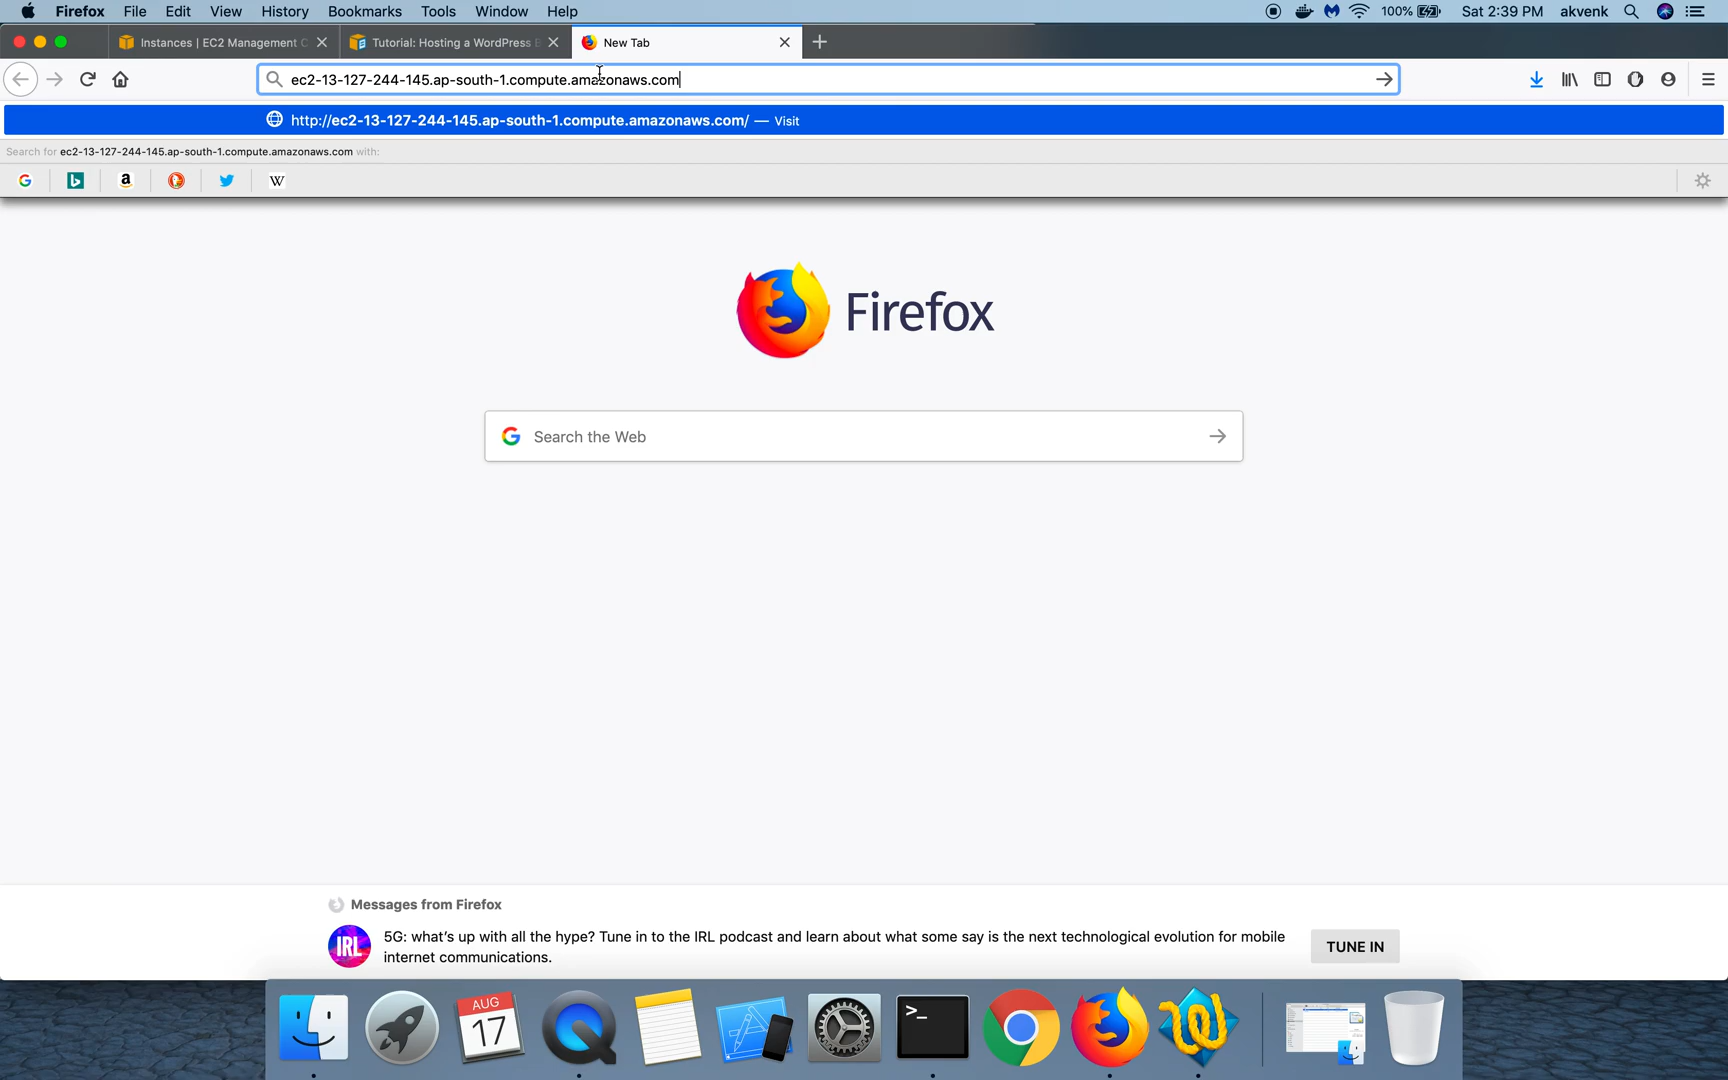 Firefox File Edit View History Bookmarks Tools Window Help 100% Sat 2:39 PM akvenk
Instances | EC2 Management C Tutorial: Hosting a WordPress B New Tab
ec2-13-127-244-145.ap-south-1.compute.amazonaws.com
http://ec2-13-127-244-145.ap-south-1.compute.amazonaws.com/ — Visit
Search for ec2-13-127-244-145.ap-south-1.compute.amazonaws.com with:
Firefox
Search the Web
Messages from Firefox
IRL
5G: what's up with all the hype? Tune in to the IRL podcast and learn about what some say is the next technological evolution for mobile
internet communications.
TUNE IN
AUG
17